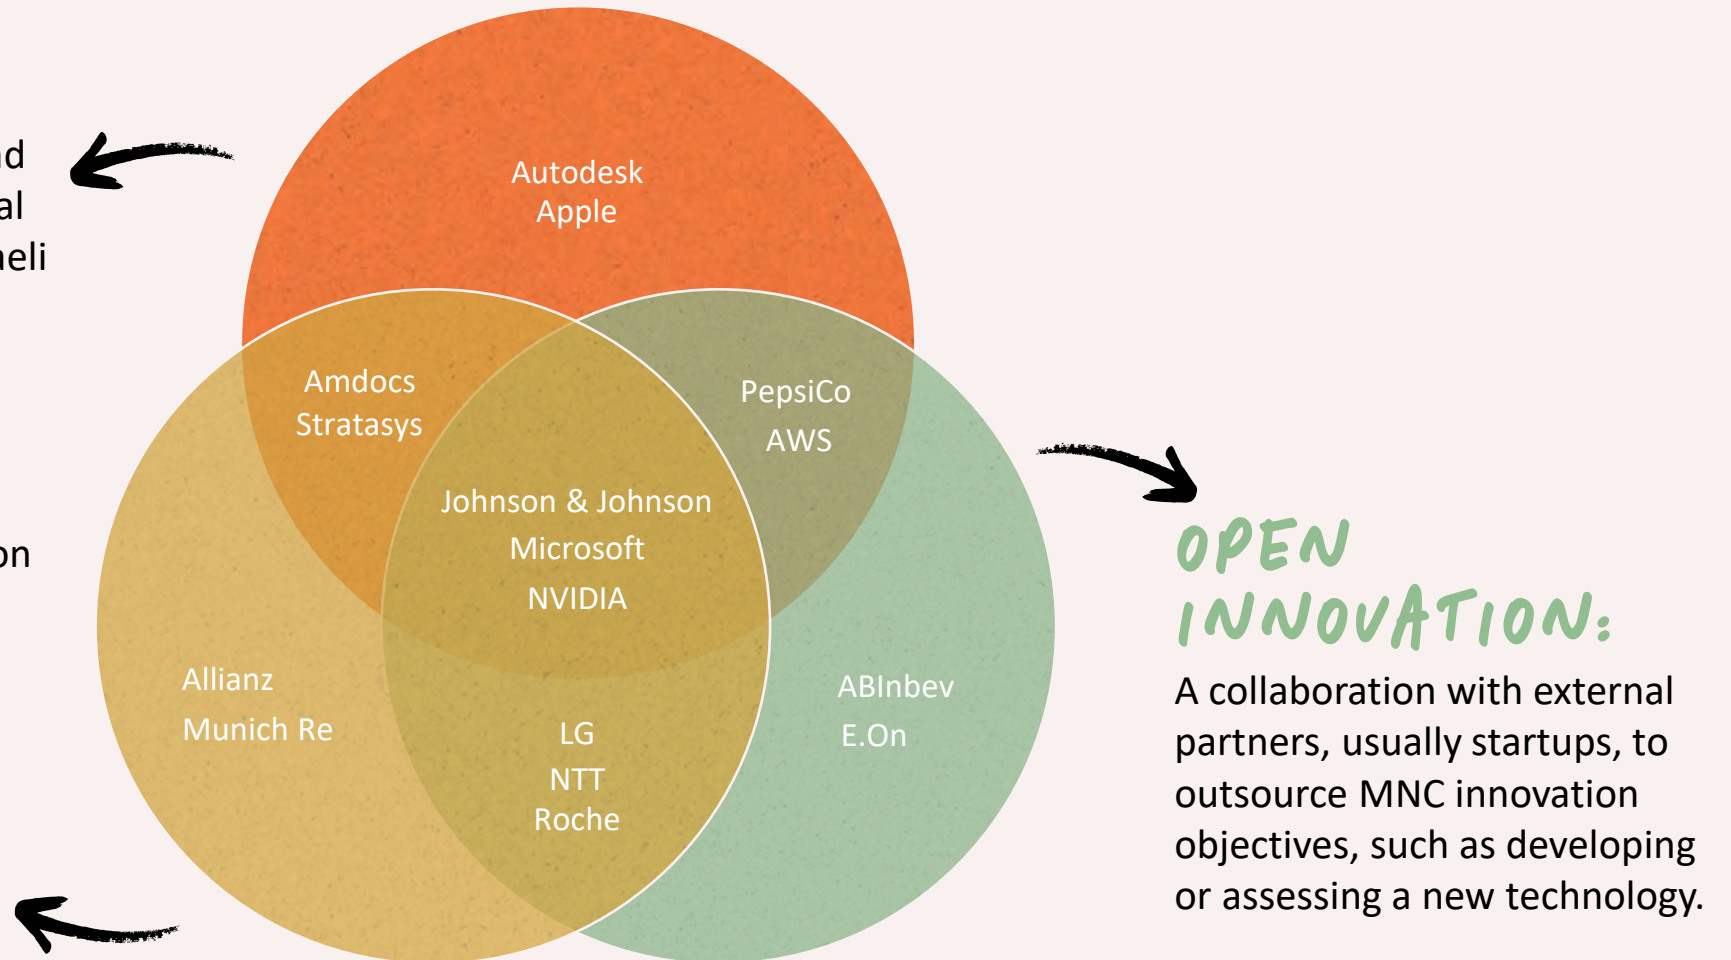 Autodesk
Apple
Amdocs
Stratasys
PepsiCo
AWS
Johnson & Johnson
Microsoft
NVIDIA
Allianz
Munich Re
LG
NTT
Roche
ABInbev
E.On
OPEN
INNOVATION:
A collaboration with external
partners, usually startups, to
outsource MNC innovation
objectives, such as developing
or assessing a new technology.